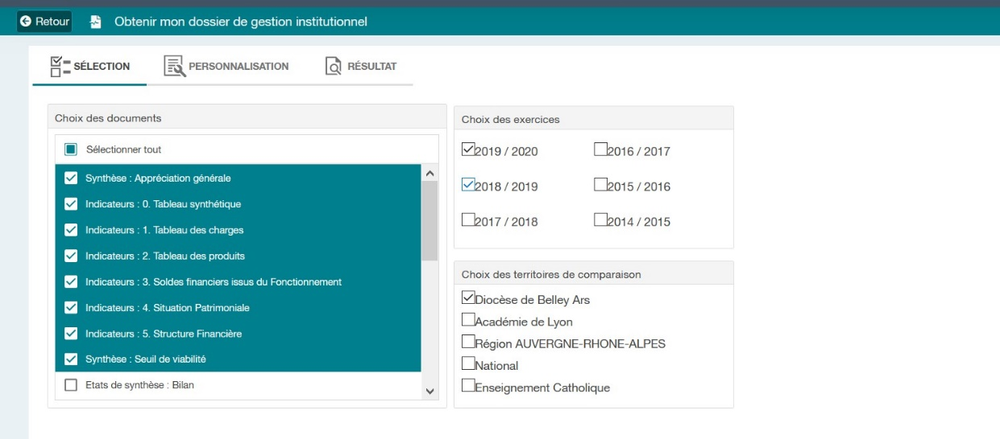 Retour
Obtenir mon dossier de gestion institutionnel
SÉLECTION
PERSONNALISATION
RÉSULTAT
Choix des documents
Sélectionner tout
Synthèse : Appréciation générale
Indicateurs : 0. Tableau synthétique
Indicateurs : 1. Tableau des charges
Indicateurs : 2. Tableau des produits
Indicateurs : 3. Soldes financiers issus du Fonctionnement
Indicateurs : 4. Situation Patrimoniale
Indicateurs : 5. Structure Financière
Synthèse : Seuil de viabilité
Etats de synthèse : Bilan
Choix des exercices
2019 / 2020
2016 / 2017
2018 / 2019
2015 / 2016
2017 / 2018
2014 / 2015
Choix des territoires de comparaison
Diocèse de Belley Ars
Académie de Lyon
Région AUVERGNE-RHONE-ALPES
National
Enseignement Catholique